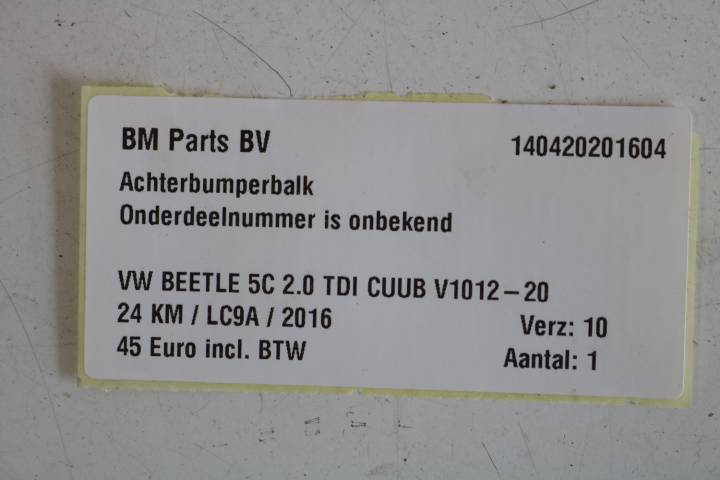 BM Parts BV 140420201604
Achterbumperbalk
Onderdeelnummer is onbekend
VW BEETLE 5C 2.0 TDI CUUB V1012-20
24 KM / LC9A / 2016 Verz: 10
45 Euro incl. BTW Aantal: 1